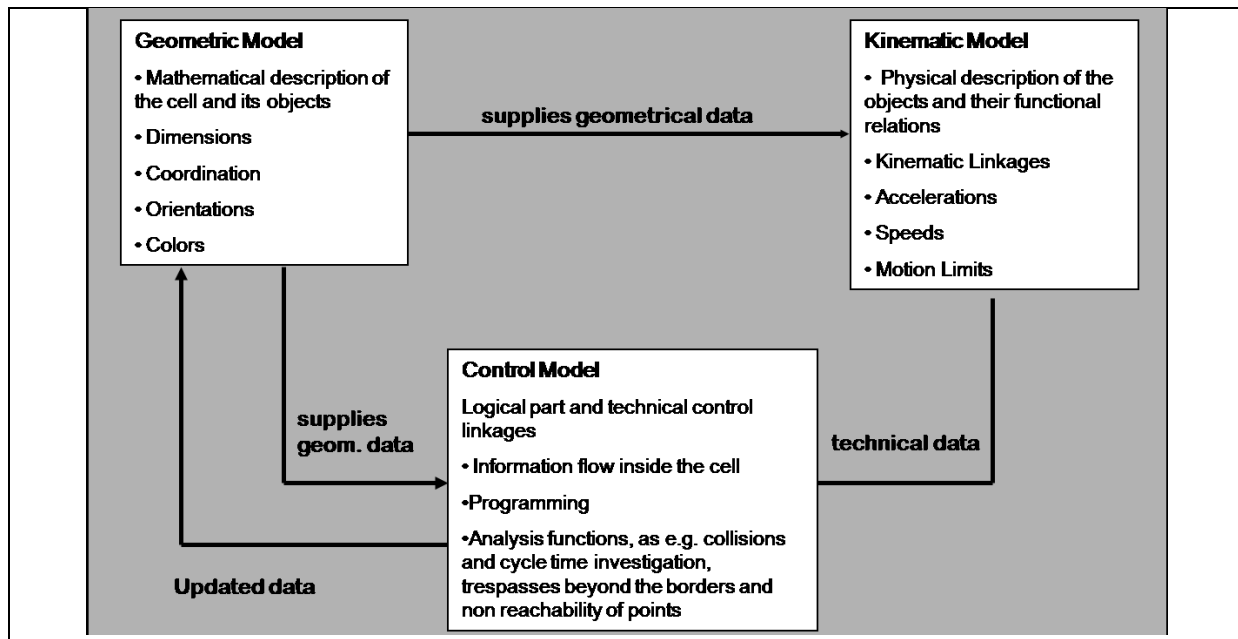 Geometric Model
• Mathematical description of
the cell and its objects
• Dimensions
• Coordination
• Orientations
• Colors
supplies geometrical data
Kinematic Model
• Physical description of the
objects and their functional
relations
• Kinematic Linkages
• Accelerations
• Speeds
• Motion Limits
supplies
geom. data
Control Model
Logical part and technical control
linkages
• Information flow inside the cell
•Programming
•Analysis functions, as e.g. collisions
and cycle time investigation,
trespasses beyond the borders and
non reachability of points
technical data
Updated data